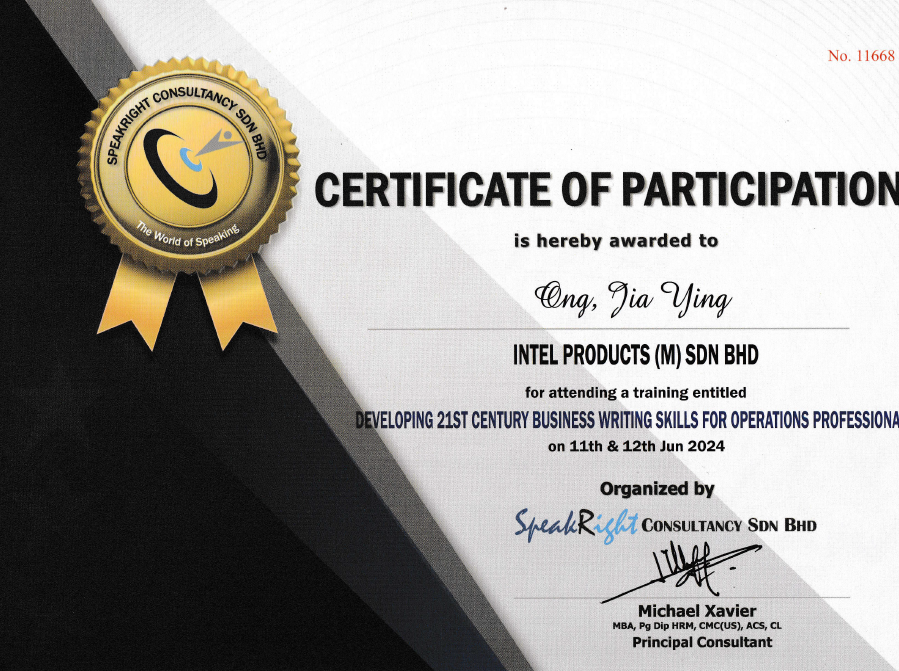 No. 11668
SPEAKRIGHT CONSULTANCY SDN BHD
The World of Speaking
CERTIFICATE OF PARTICIPATION
is hereby awarded to
Ong, Jia Ying
INTEL PRODUCTS (M) SDN BHD
for attending a training entitled
DEVELOPING 21ST CENTURY BUSINESS WRITING SKILLS FOR OPERATIONS PROFESSIONA
on 11th & 12th Jun 2024
Organized by
SpeakRight CONSULTANCY SDN BHD
Michael Xavier
MBA, Pg Dip HRM, CMC(US), ACS, CL
Principal Consultant